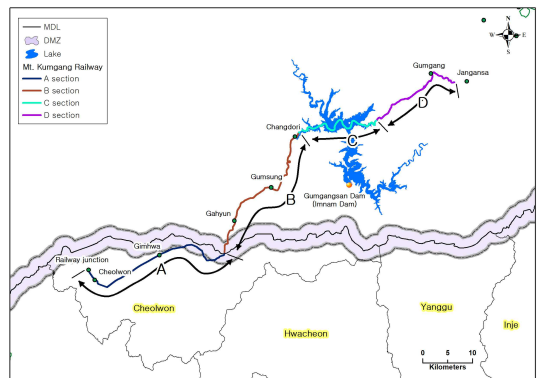 MDL
DMZ
Lake
Mt. Kumgang Railway
A section
B section
C section
D section
N
W
E
S
Gumgang
Jangansa
D
Changdori
C
Gumsung
B
Gumgangsan Dam
(Imnam Dam)
Gahyun
Gimhwa
Railway junction
A
Cheolwon
Cheolwon
Yanggu
Inje
Hwacheon
0 5 10
Kilometers